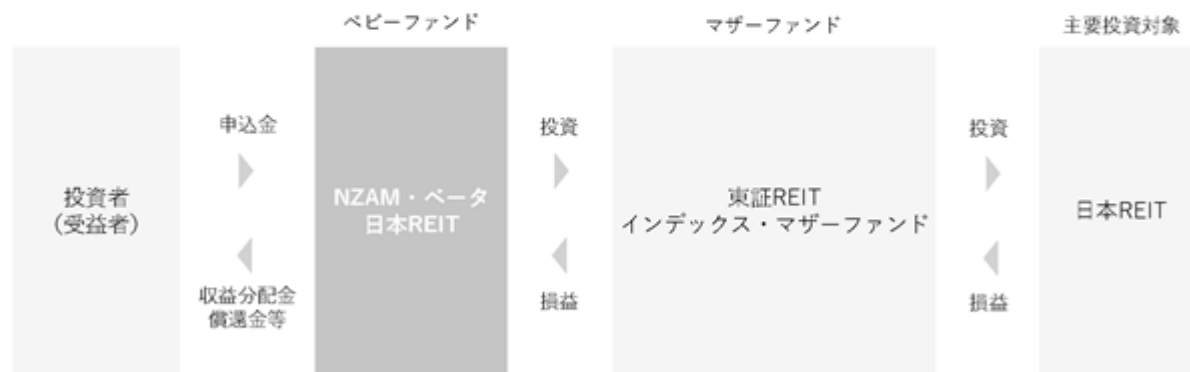 ベビーファンド
マザーファンド
主要投資対象
投資者
(受益者)
申込金
収益分配金
償還金等
NZAM・ベータ
日本REIT
投資
損益
東証REIT
インデックス・マザーファンド
投資
損益
日本REIT